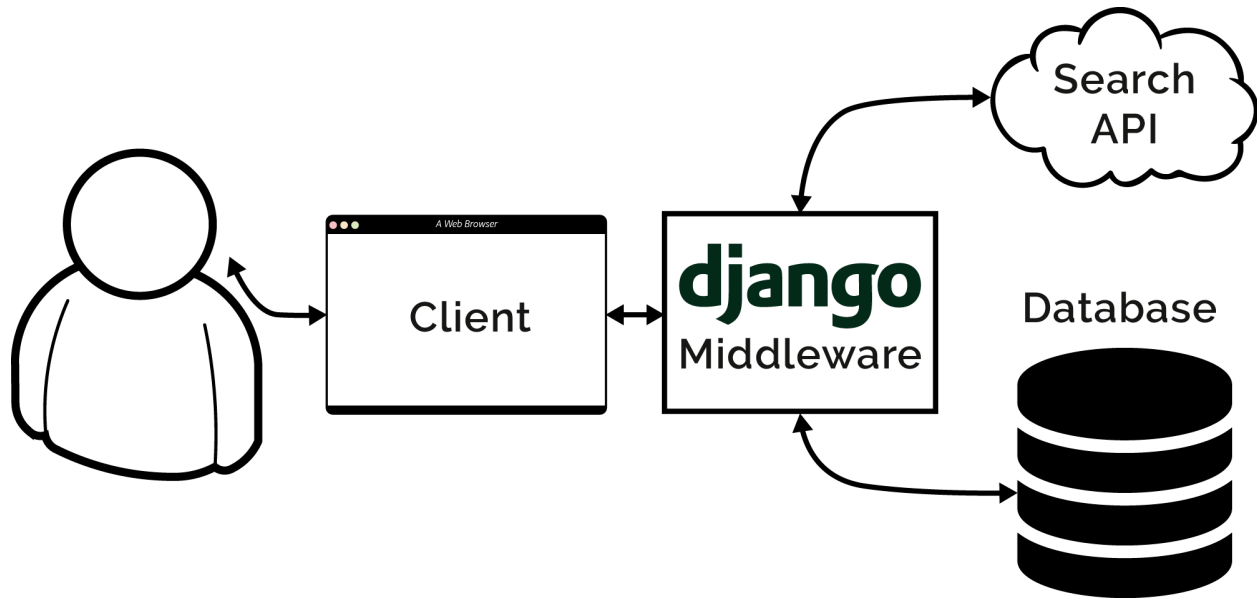 Search
API
A Web Browser
Client
django
Middleware
Database